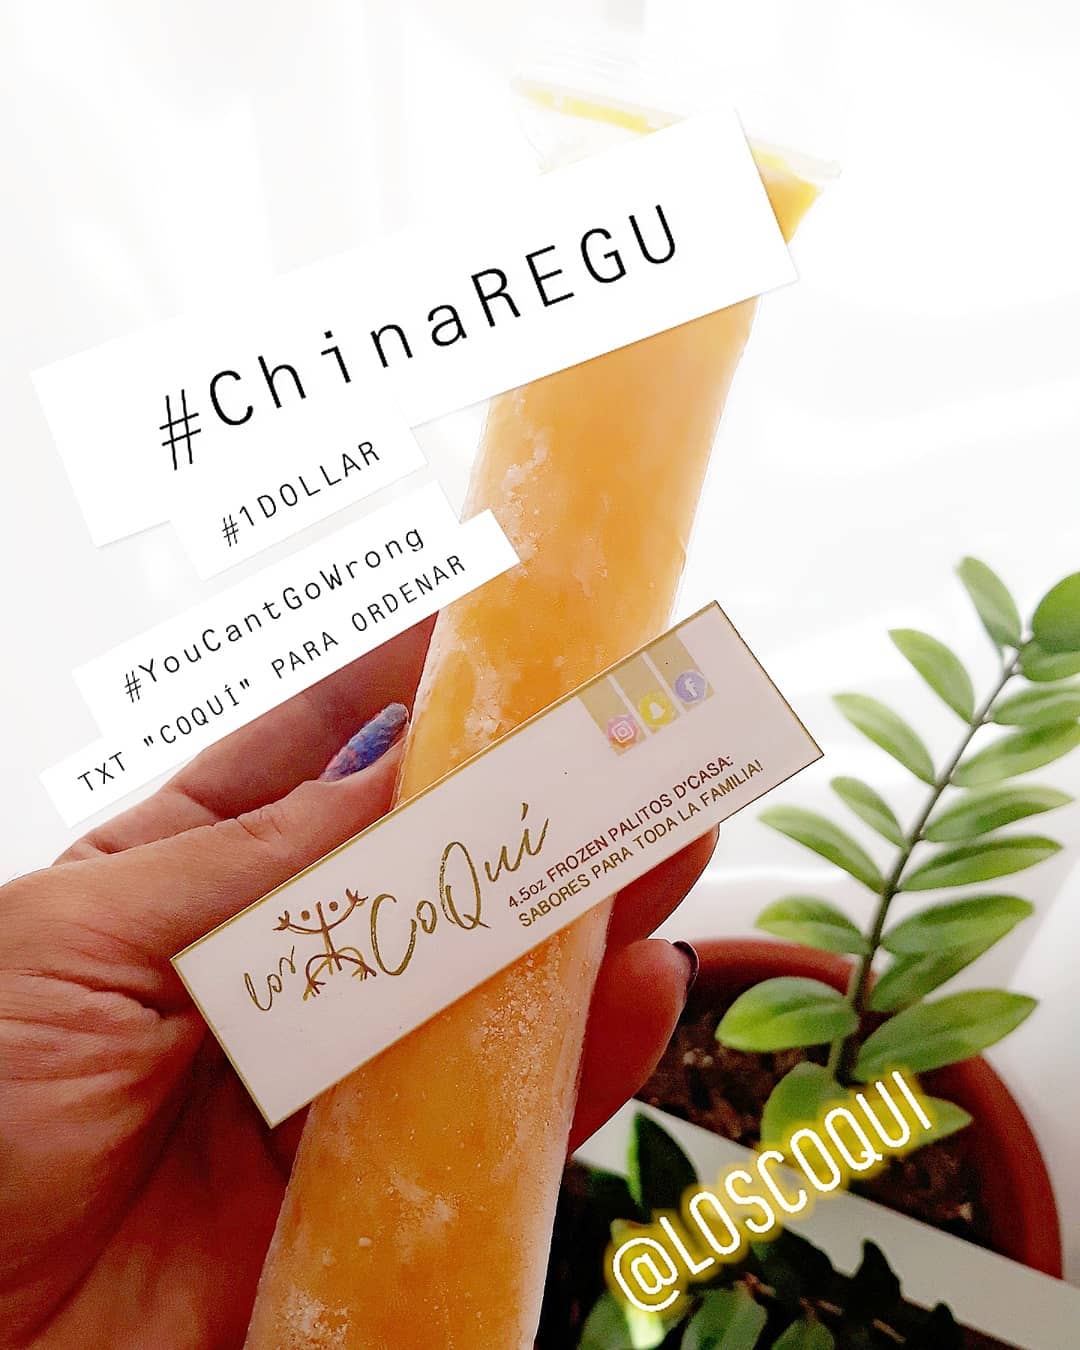 #ChinaREGU
#1DOLLAR
#YouCantGoWrong
TXT "COQUÍ" PARA ORDENAR
Los CoQuí
4.5oz FROZEN PALITOS D'CASA:
SABORES PARA TODA LA FAMILIA!
@LOSCOQUI